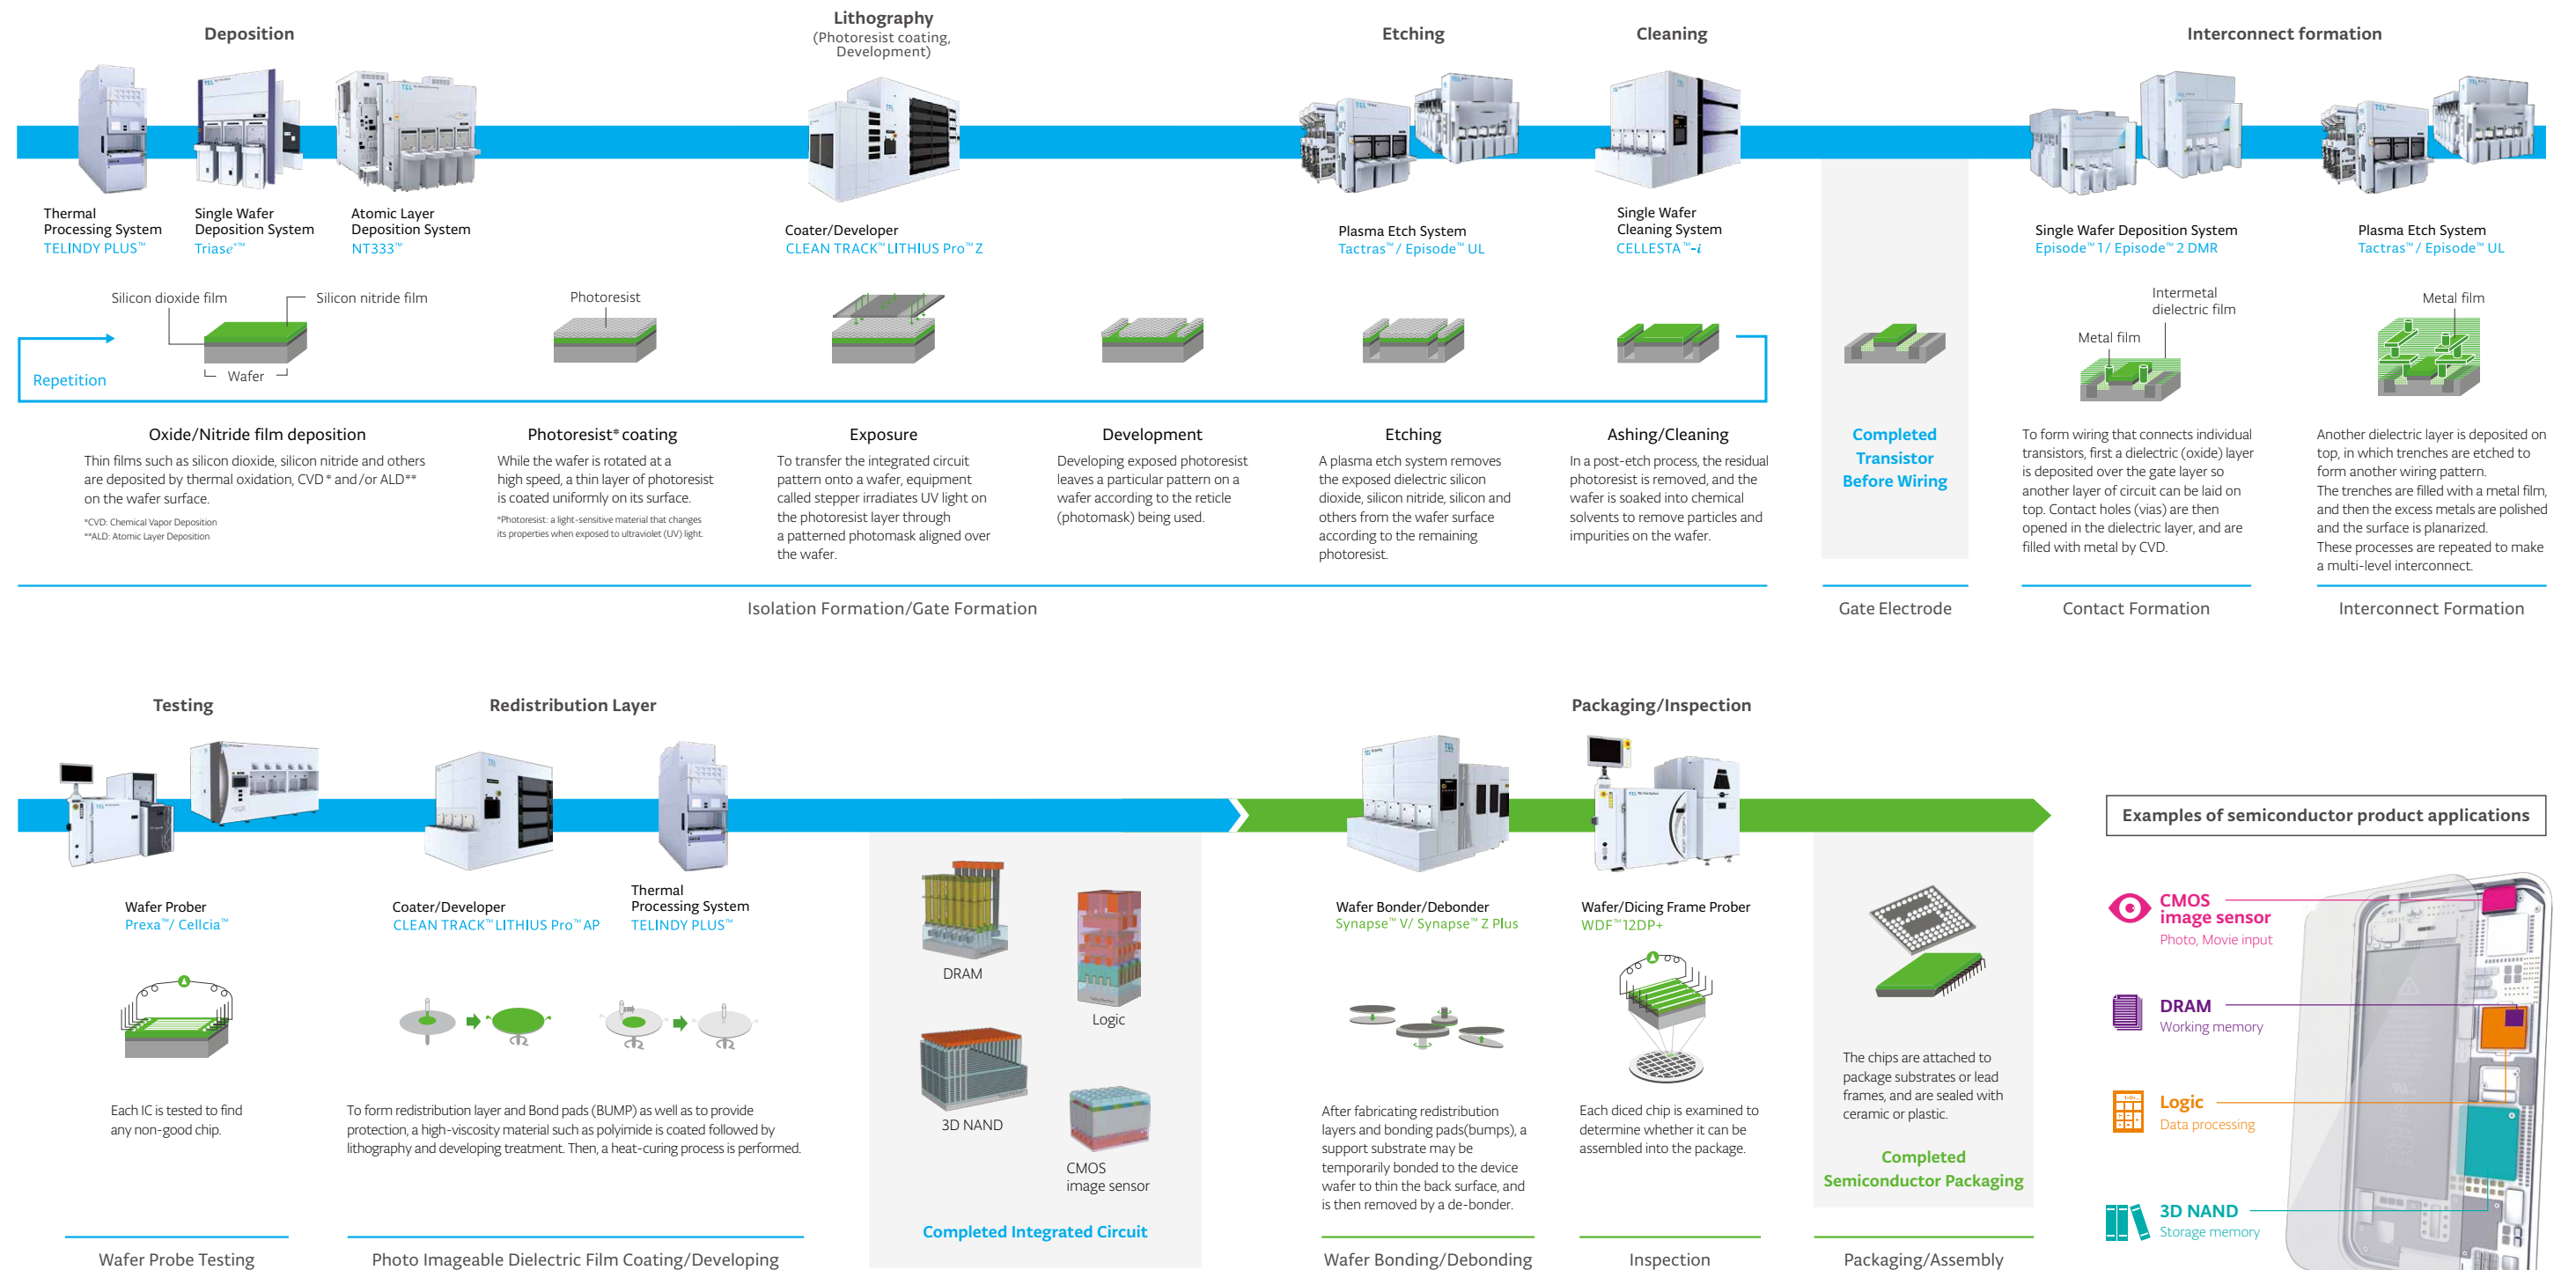 Deposition
Lithography
(Photoresist coating,
Development)
Etching
Cleaning
Interconnect formation
Thermal
Processing System
TELINDY PLUS™
Single Wafer
Deposition System
Triase⁺™
Atomic Layer
Deposition System
NT333™
Coater/Developer
CLEAN TRACK™ LITHIUS Pro™ Z
Plasma Etch System
Tactras™ / Episode™ UL
Single Wafer
Cleaning System
CELLESTA™-i
Single Wafer Deposition System
Episode™ 1 / Episode™ 2 DMR
Plasma Etch System
Tactras™ / Episode™ UL
Silicon dioxide film
Silicon nitride film
Wafer
Repetition
Photoresist
Metal film
Intermetal
dielectric film
Metal film
Oxide/Nitride film deposition
Thin films such as silicon dioxide, silicon nitride and others
are deposited by thermal oxidation, CVD* and/or ALD**
on the wafer surface.
*CVD: Chemical Vapor Deposition
**ALD: Atomic Layer Deposition
Photoresist* coating
While the wafer is rotated at a
high speed, a thin layer of photoresist
is coated uniformly on its surface.
*Photoresist: a light-sensitive material that changes
its properties when exposed to ultraviolet (UV) light.
Exposure
To transfer the integrated circuit
pattern onto a wafer, equipment
called stepper irradiates UV light on
the photoresist layer through
a patterned photomask aligned over
the wafer.
Development
Developing exposed photoresist
leaves a particular pattern on a
wafer according to the reticle
(photomask) being used.
Etching
A plasma etch system removes
the exposed dielectric silicon
dioxide, silicon nitride, silicon and
others from the wafer surface
according to the remaining
photoresist.
Ashing/Cleaning
In a post-etch process, the residual
photoresist is removed, and the
wafer is soaked into chemical
solvents to remove particles and
impurities on the wafer.
Completed
Transistor
Before Wiring
To form wiring that connects individual
transistors, first a dielectric (oxide) layer
is deposited over the gate layer so
another layer of circuit can be laid on
top. Contact holes (vias) are then
opened in the dielectric layer, and are
filled with metal by CVD.
Another dielectric layer is deposited on
top, in which trenches are etched to
form another wiring pattern.
The trenches are filled with a metal film,
and then the excess metals are polished
and the surface is planarized.
These processes are repeated to make
a multi-level interconnect.
Isolation Formation/Gate Formation
Gate Electrode
Contact Formation
Interconnect Formation
Testing
Redistribution Layer
Packaging/Inspection
Wafer Prober
Prexa™/ Cellcia™
Coater/Developer
CLEAN TRACK™ LITHIUS Pro™ AP
Thermal
Processing System
TELINDY PLUS™
Wafer Bonder/Debonder
Synapse™ V/ Synapse™ Z Plus
Wafer/Dicing Frame Prober
WDF™ 12DP+
Each IC is tested to find
any non-good chip.
To form redistribution layer and Bond pads (BUMP) as well as to provide
protection, a high-viscosity material such as polyimide is coated followed by
lithography and developing treatment. Then, a heat-curing process is performed.
DRAM
Logic
3D NAND
CMOS
image sensor
Completed Integrated Circuit
After fabricating redistribution
layers and bonding pads(bumps), a
support substrate may be
temporarily bonded to the device
wafer to thin the back surface, and
is then removed by a de-bonder.
Each diced chip is examined to
determine whether it can be
assembled into the package.
The chips are attached to
package substrates or lead
frames, and are sealed with
ceramic or plastic.
Completed
Semiconductor Packaging
Wafer Probe Testing
Photo Imageable Dielectric Film Coating/Developing
Wafer Bonding/Debonding
Inspection
Packaging/Assembly
Examples of semiconductor product applications
CMOS
image sensor
Photo, Movie input
DRAM
Working memory
Logic
Data processing
3D NAND
Storage memory